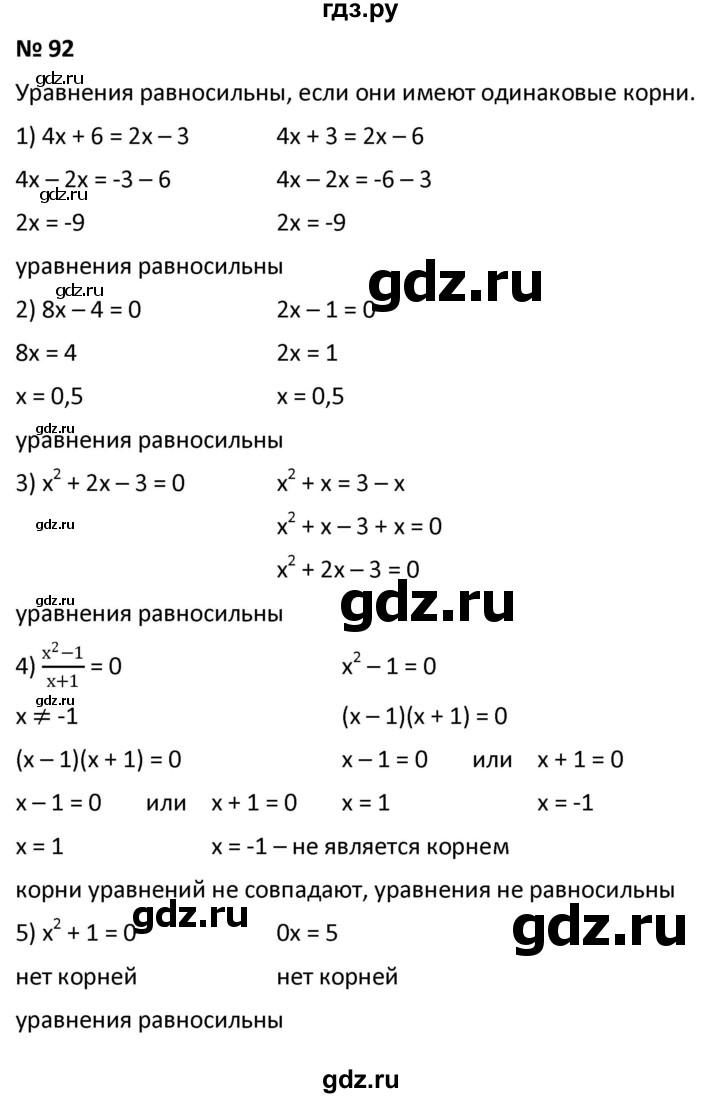 гдз.ру
№ 92
gdz.ru
Уравнения равносильны, если они имеют одинаковые корни.
1) 4x + 6 = 2x – 3 4x + 3 = 2x – 6
4x – 2x = -3 – 6 4x – 2x = -6 – 3
gdz.ru
2x = -9 2x = -9
уравнения равносильны
gdz.ru
gdz.ru
2) 8x – 4 = 0 2x – 1 = 0
8x = 4 2x = 1
x = 0,5 x = 0,5
gdz.ru
уравнения равносильны
3) x² + 2x – 3 = 0 x² + x = 3 – x
gdz.ru x² + x – 3 + x = 0
x² + 2x – 3 = 0
gdz.ru
gdz.ru
уравнения равносильны
4) \frac{x²−1}{x+1} = 0 x² – 1 = 0
gdz.ru
x ≠ -1 (x – 1)(x + 1) = 0
(x – 1)(x + 1) = 0 x – 1 = 0 или x + 1 = 0
x – 1 = 0 или x + 1 = 0 x = 1 x = -1
x = 1 x = -1 – не является корнем
корни уравнений не совпадают, уравнения не равносильны
gdz.ru
gdz.ru
5) x² + 1 = 0 0x = 5
нет корней нет корней
уравнения равносильны
gdz.ru